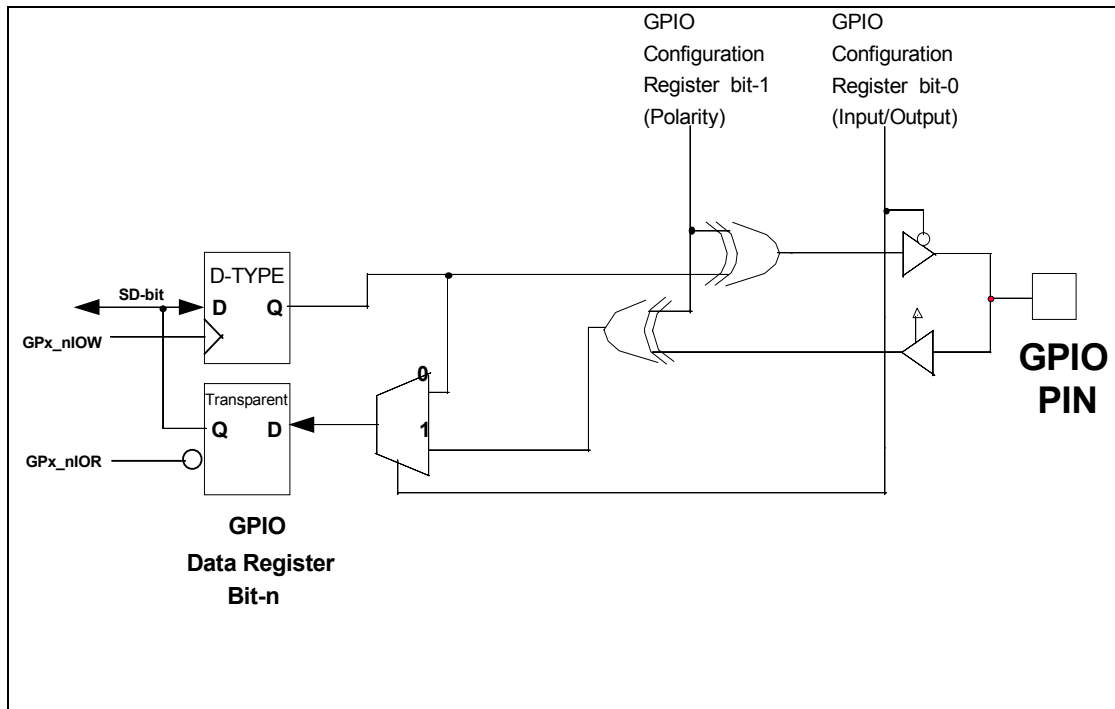 GPIO
Configuration
Register bit-1
(Polarity)
GPIO
Configuration
Register bit-0
(Input/Output)
D-TYPE
SD-bit
D Q
GPx_nIOW
0
Transparent
Q D
1
GPx_nIOR
GPIO
PIN
GPIO
Data Register
Bit-n